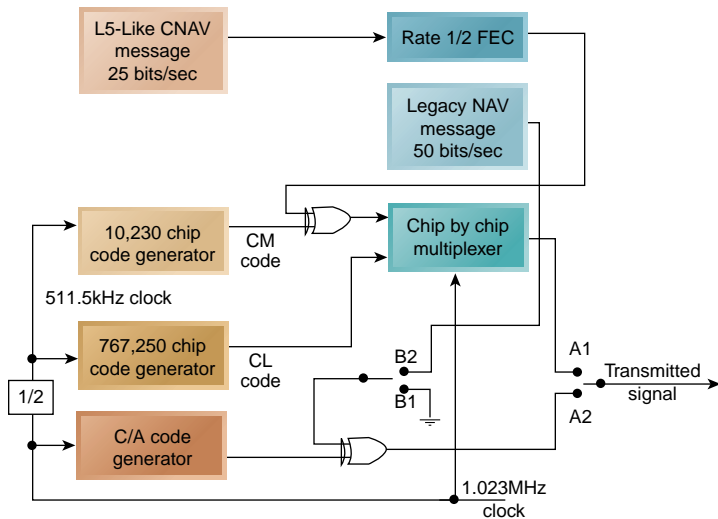 L5-Like CNAV
message
25 bits/sec
Rate 1/2 FEC
Legacy NAV
message
50 bits/sec
10,230 chip
code generator
CM
code
Chip by chip
multiplexer
511.5kHz clock
767,250 chip
code generator
CL
code
B2
B1
A1
Transmitted
signal
A2
1/2
C/A code
generator
1.023MHz
clock